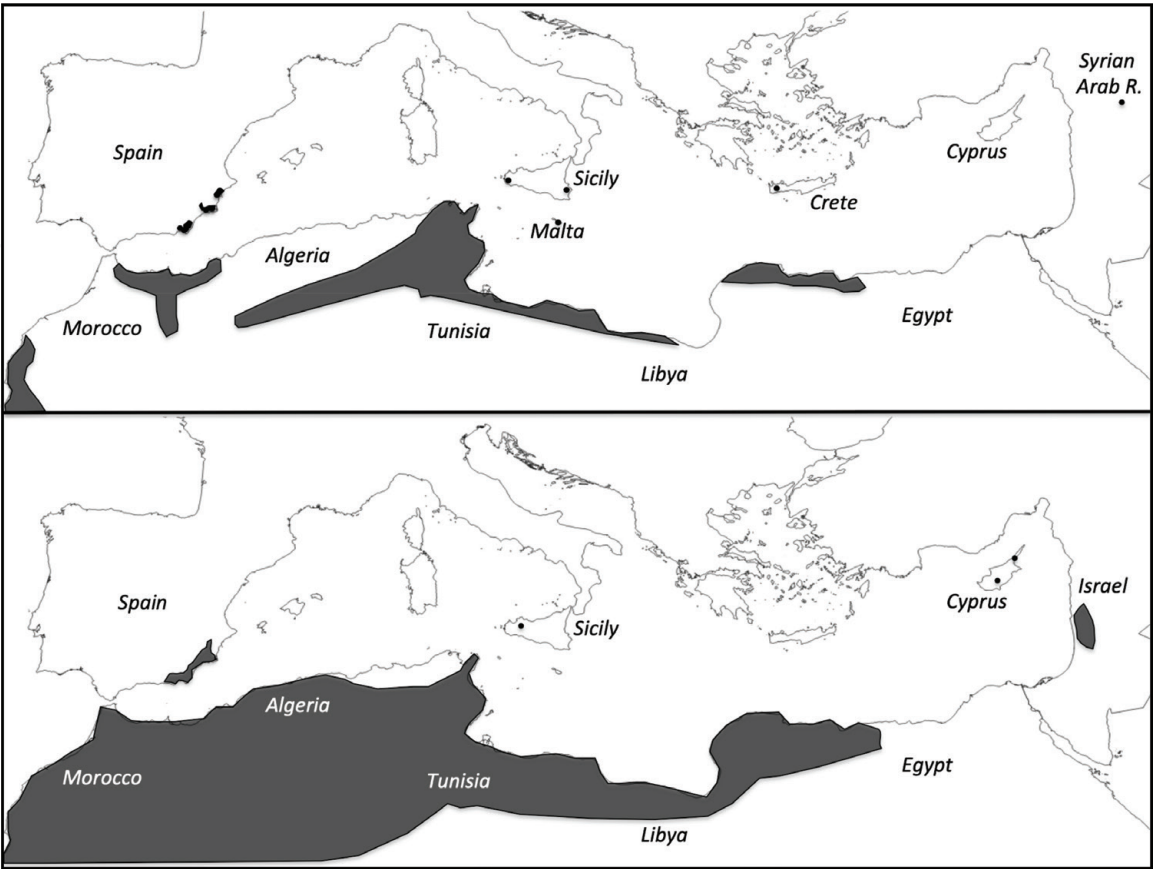 Syrian
Arab R.
Spain
Cyprus
Sicily
Crete
Malta
Algeria
Egypt
Morocco
Tunisia
Libya
Spain
Cyprus
Israel
Sicily
Algeria
Morocco
Tunisia
Egypt
Libya